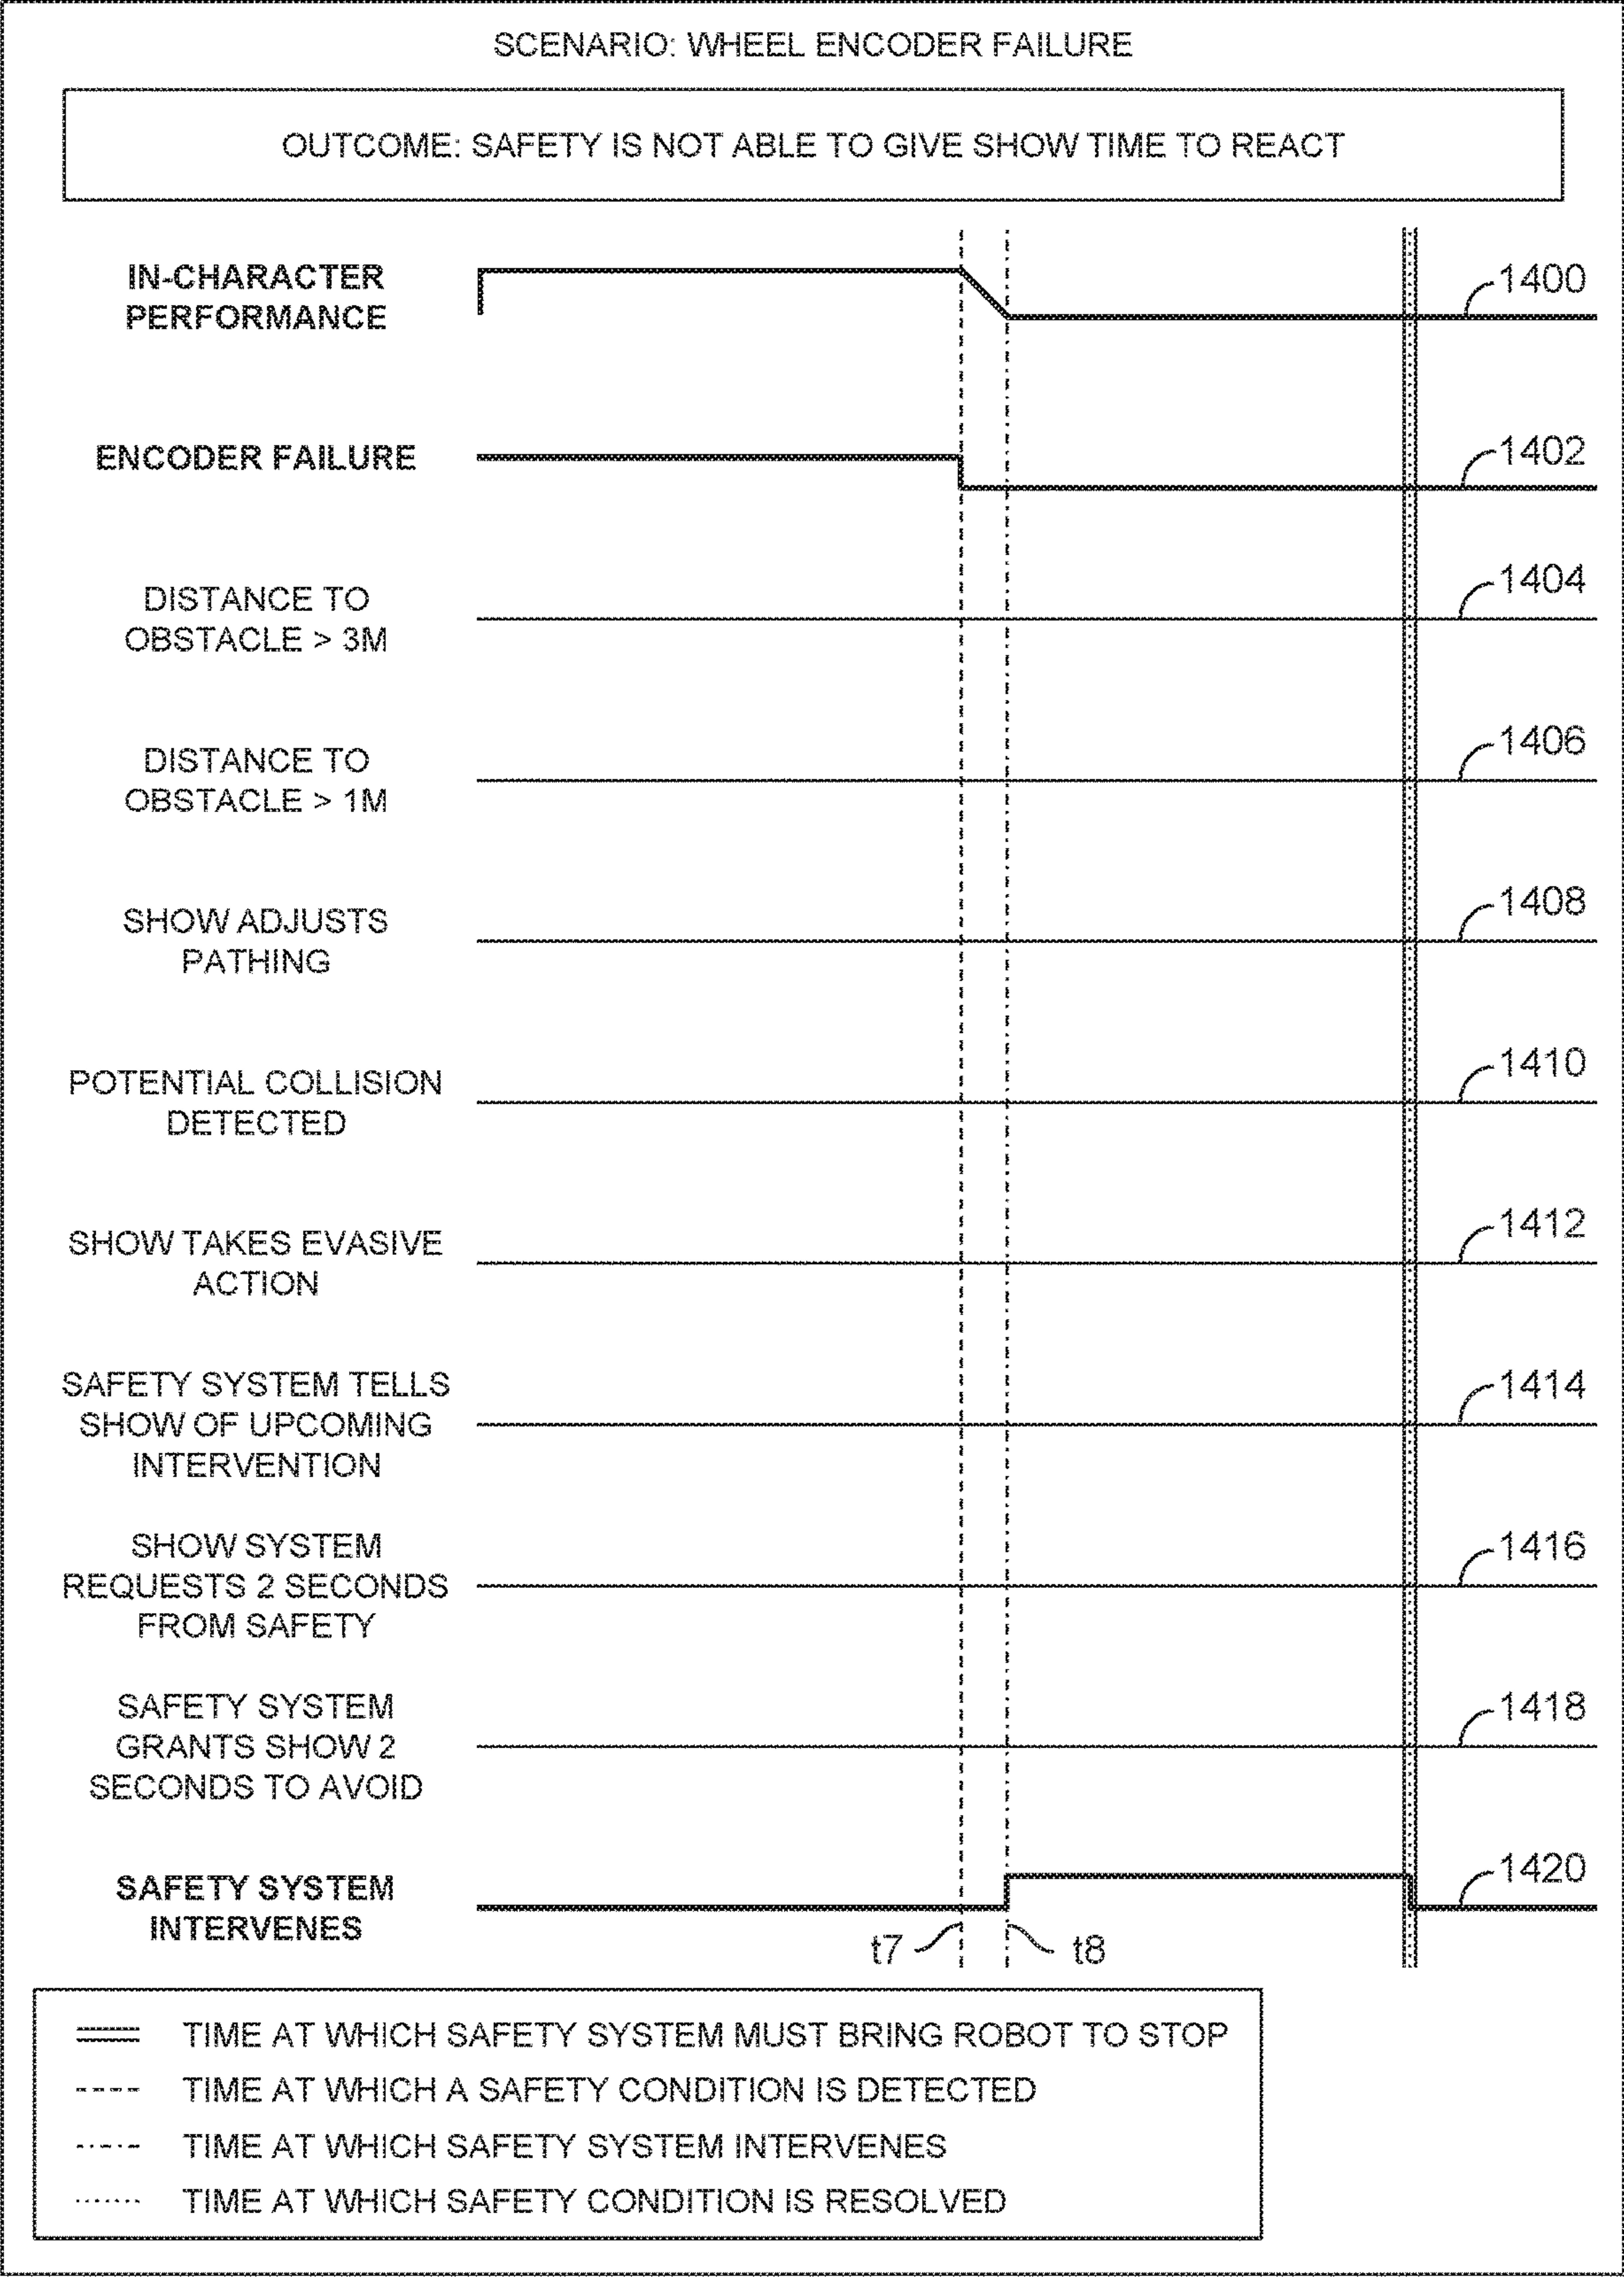 SCENARIO: WHEEL ENCODER FAILURE
OUTCOME: SAFETY IS NOT ABLE TO GIVE SHOW TIME TO REACT
IN-CHARACTER
PERFORMANCE
1400
ENCODER FAILURE
1402
DISTANCE TO
OBSTACLE > 3M
1404
DISTANCE TO
OBSTACLE > 1M
1406
SHOW ADJUSTS
PATHING
1408
POTENTIAL COLLISION
DETECTED
1410
SHOW TAKES EVASIVE
ACTION
1412
SAFETY SYSTEM TELLS
SHOW OF UPCOMING
INTERVENTION
1414
SHOW SYSTEM
REQUESTS 2 SECONDS
FROM SAFETY
1416
SAFETY SYSTEM
GRANTS SHOW 2
SECONDS TO AVOID
1418
SAFETY SYSTEM
INTERVENES
1420
t7 t8
TIME AT WHICH SAFETY SYSTEM MUST BRING ROBOT TO STOP
TIME AT WHICH A SAFETY CONDITION IS DETECTED
TIME AT WHICH SAFETY SYSTEM INTERVENES
TIME AT WHICH SAFETY CONDITION IS RESOLVED